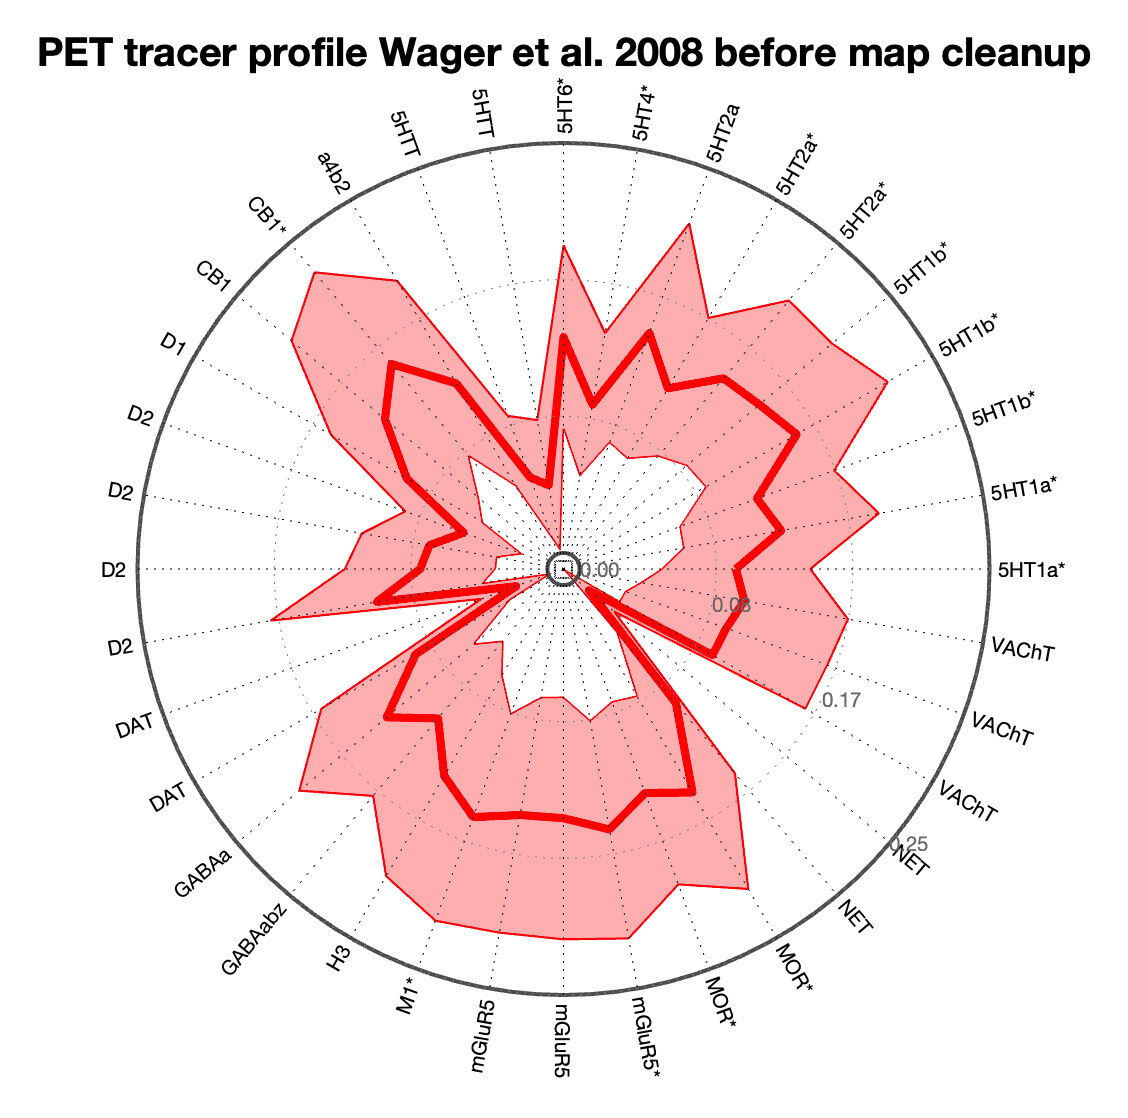 PET tracer profile Wager et al. 2008 before map cleanup
5HT6*
5HT4*
5HT2a
5HT2a*
5HT2a*
5HT1b*
5HT1b*
5HT1b*
5HT1a*
5HT1a*
VAChT
VAChT
VAChT
NET
NET
MOR*
MOR*
mGluR5*
mGluR5
mGluR5
M1*
H3
GABAabz
GABAa
DAT
DAT
D2
D2
D2
D2
D1
CB1
CB1*
a4b2
5HTT
5HTT
0.00
0.08
0.17
0.25